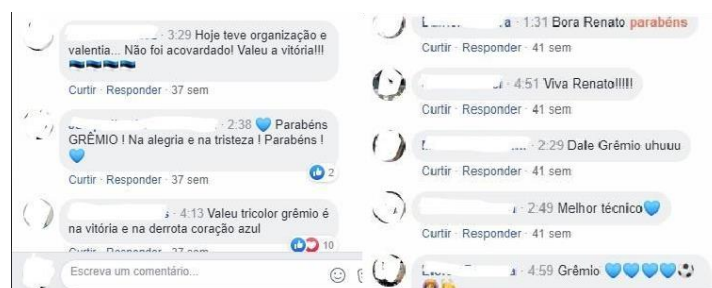 · 3:29 Hoje teve organização e
valentia... Não foi acovardado! Valeu a vitória!!!
Curtir · Responder · 37 sem
· 2:38 💙 Parabéns
GRÊMIO ! Na alegria e na tristeza ! Parabéns !
💙
2
Curtir · Responder · 37 sem
· 4:13 Valeu tricolor grêmio é
na vitória e na derrota coração azul
10
Curtir · Responder · 37 sem
Escreva um comentário...
· 1:31 Bora Renato parabéns
Curtir · Responder · 41 sem
· 4:51 Viva Renato!!!!!
Curtir · Responder · 41 sem
· 2:29 Dale Grêmio uhuuu
Curtir · Responder · 41 sem
· 2:49 Melhor técnico💙
Curtir · Responder · 41 sem
· 4:59 Grêmio 💙💙💙💙⚽